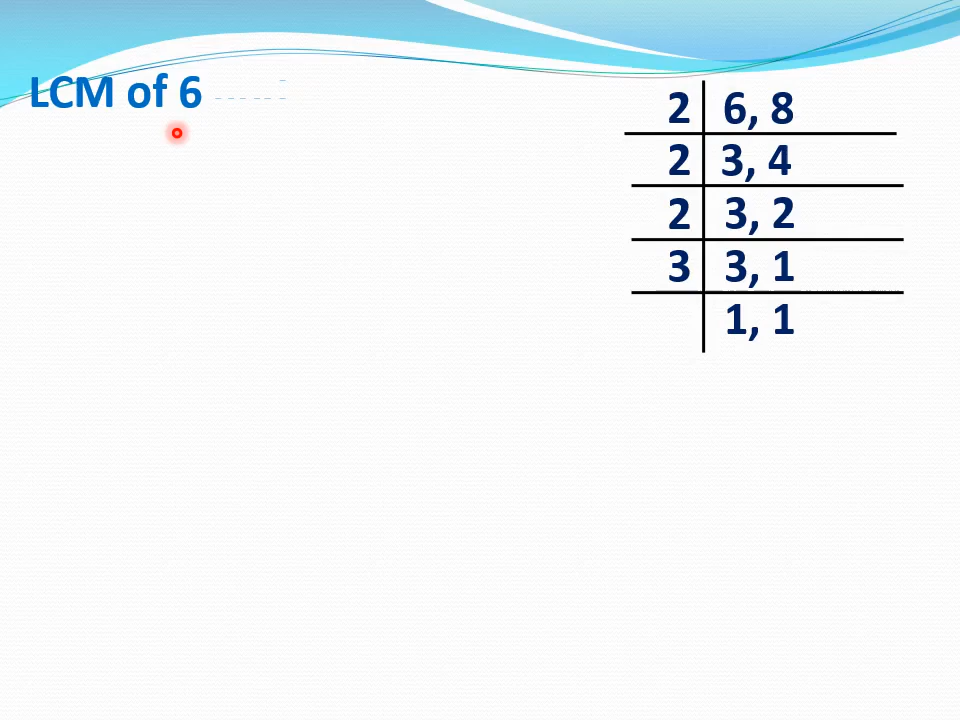 LCM of 6
2 6, 8
2 3, 4
2 3, 2
3 3, 1
1, 1